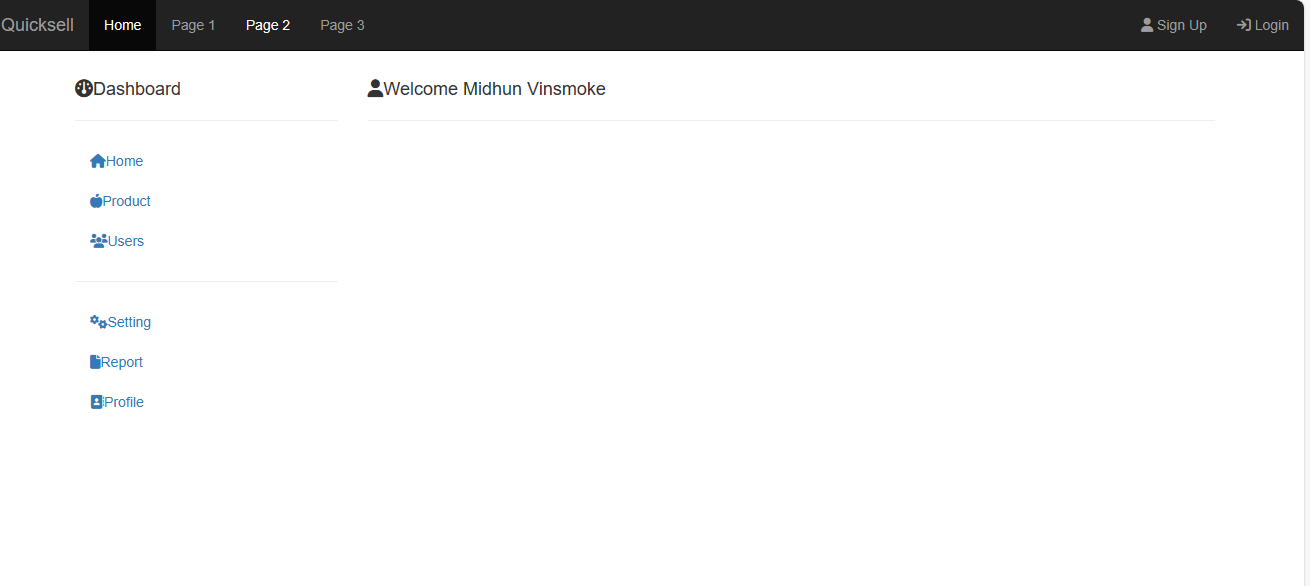 Quicksell Home Page 1 Page 2 Page 3 Sign Up Login
Dashboard
Welcome Midhun Vinsmoke
Home
Product
Users
Setting
Report
Profile